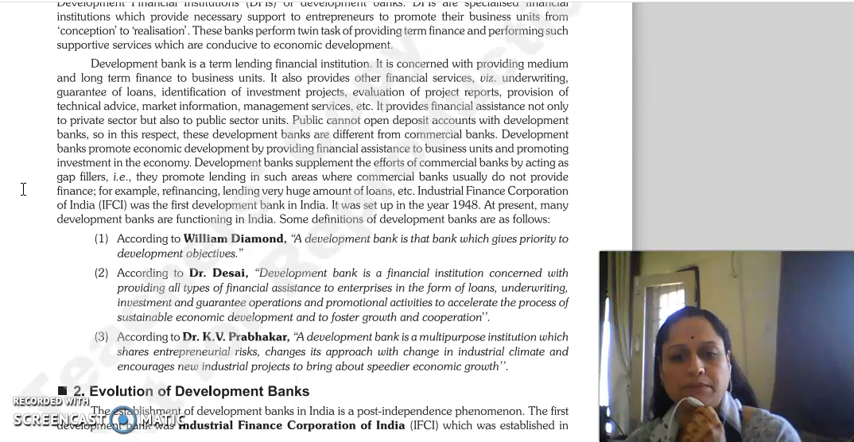 Development Financial Institutions (DFIs) or development banks. DFIs are specialised financial
institutions which provide necessary support to entrepreneurs to promote their business units from
‘conception’ to ‘realisation’. These banks perform twin task of providing term finance and performing such
supportive services which are conducive to economic development.
Development bank is a term lending financial institution. It is concerned with providing medium
and long term finance to business units. It also provides other financial services, viz. underwriting,
guarantee of loans, identification of investment projects, evaluation of project reports, provision of
technical advice, market information, management services, etc. It provides financial assistance not only
to private sector but also to public sector units. Public cannot open deposit accounts with development
banks, so in this respect, these development banks are different from commercial banks. Development
banks promote economic development by providing financial assistance to business units and promoting
investment in the economy. Development banks supplement the efforts of commercial banks by acting as
gap fillers, i.e., they promote lending in such areas where commercial banks usually do not provide
finance; for example, refinancing, lending very huge amount of loans, etc. Industrial Finance Corporation
of India (IFCI) was the first development bank in India. It was set up in the year 1948. At present, many
development banks are functioning in India. Some definitions of development banks are as follows:
(1) According to William Diamond, “A development bank is that bank which gives priority to
development objectives.”
(2) According to Dr. Desai, “Development bank is a financial institution concerned with
providing all types of financial assistance to enterprises in the form of loans, underwriting,
investment and guarantee operations and promotional activities to accelerate the process of
sustainable economic development and to foster growth and cooperation’’.
(3) According to Dr. K.V. Prabhakar, “A development bank is a multipurpose institution which
shares entrepreneurial risks, changes its approach with change in industrial climate and
encourages new industrial projects to bring about speedier economic growth’’.
■ 2. Evolution of Development Banks
The establishment of development banks in India is a post-independence phenomenon. The first
development bank was Industrial Finance Corporation of India (IFCI) which was established in
RECORDED WITH
SCREENCAST MATIC